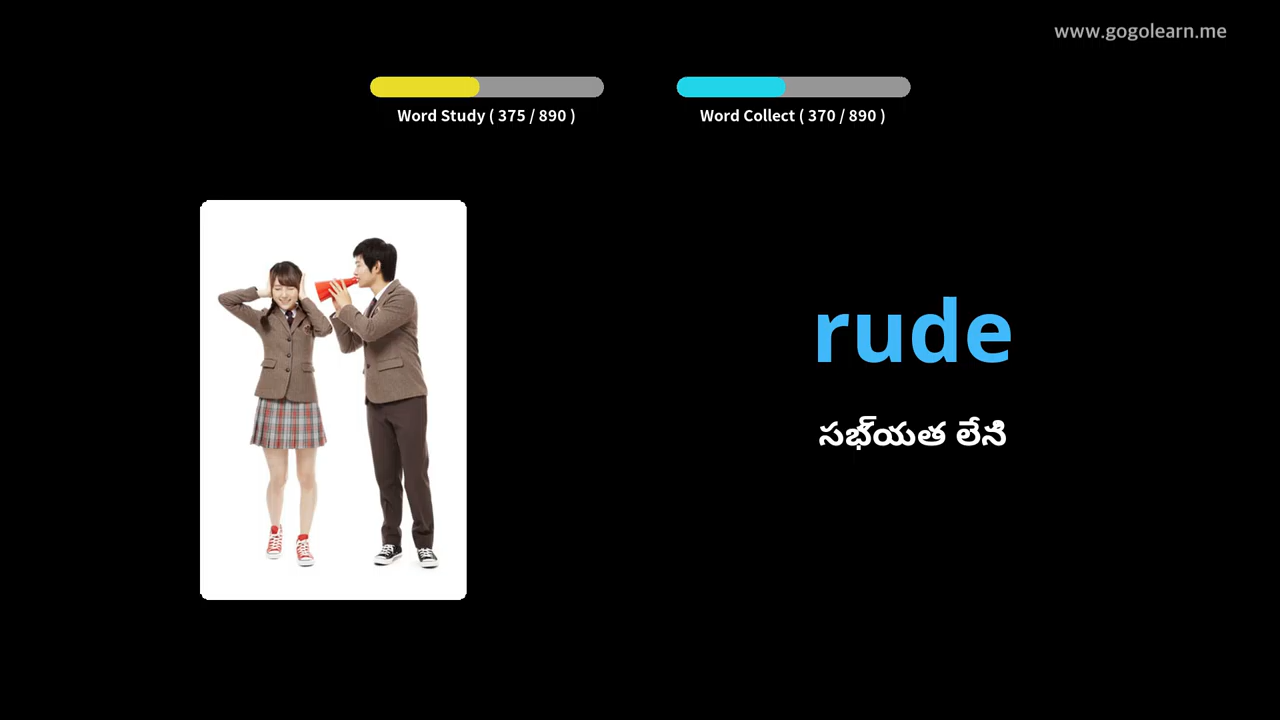 www.gogolearn.me
Word Study ( 375 / 890 )
Word Collect ( 370 / 890 )
rude
సభ్యత లేని